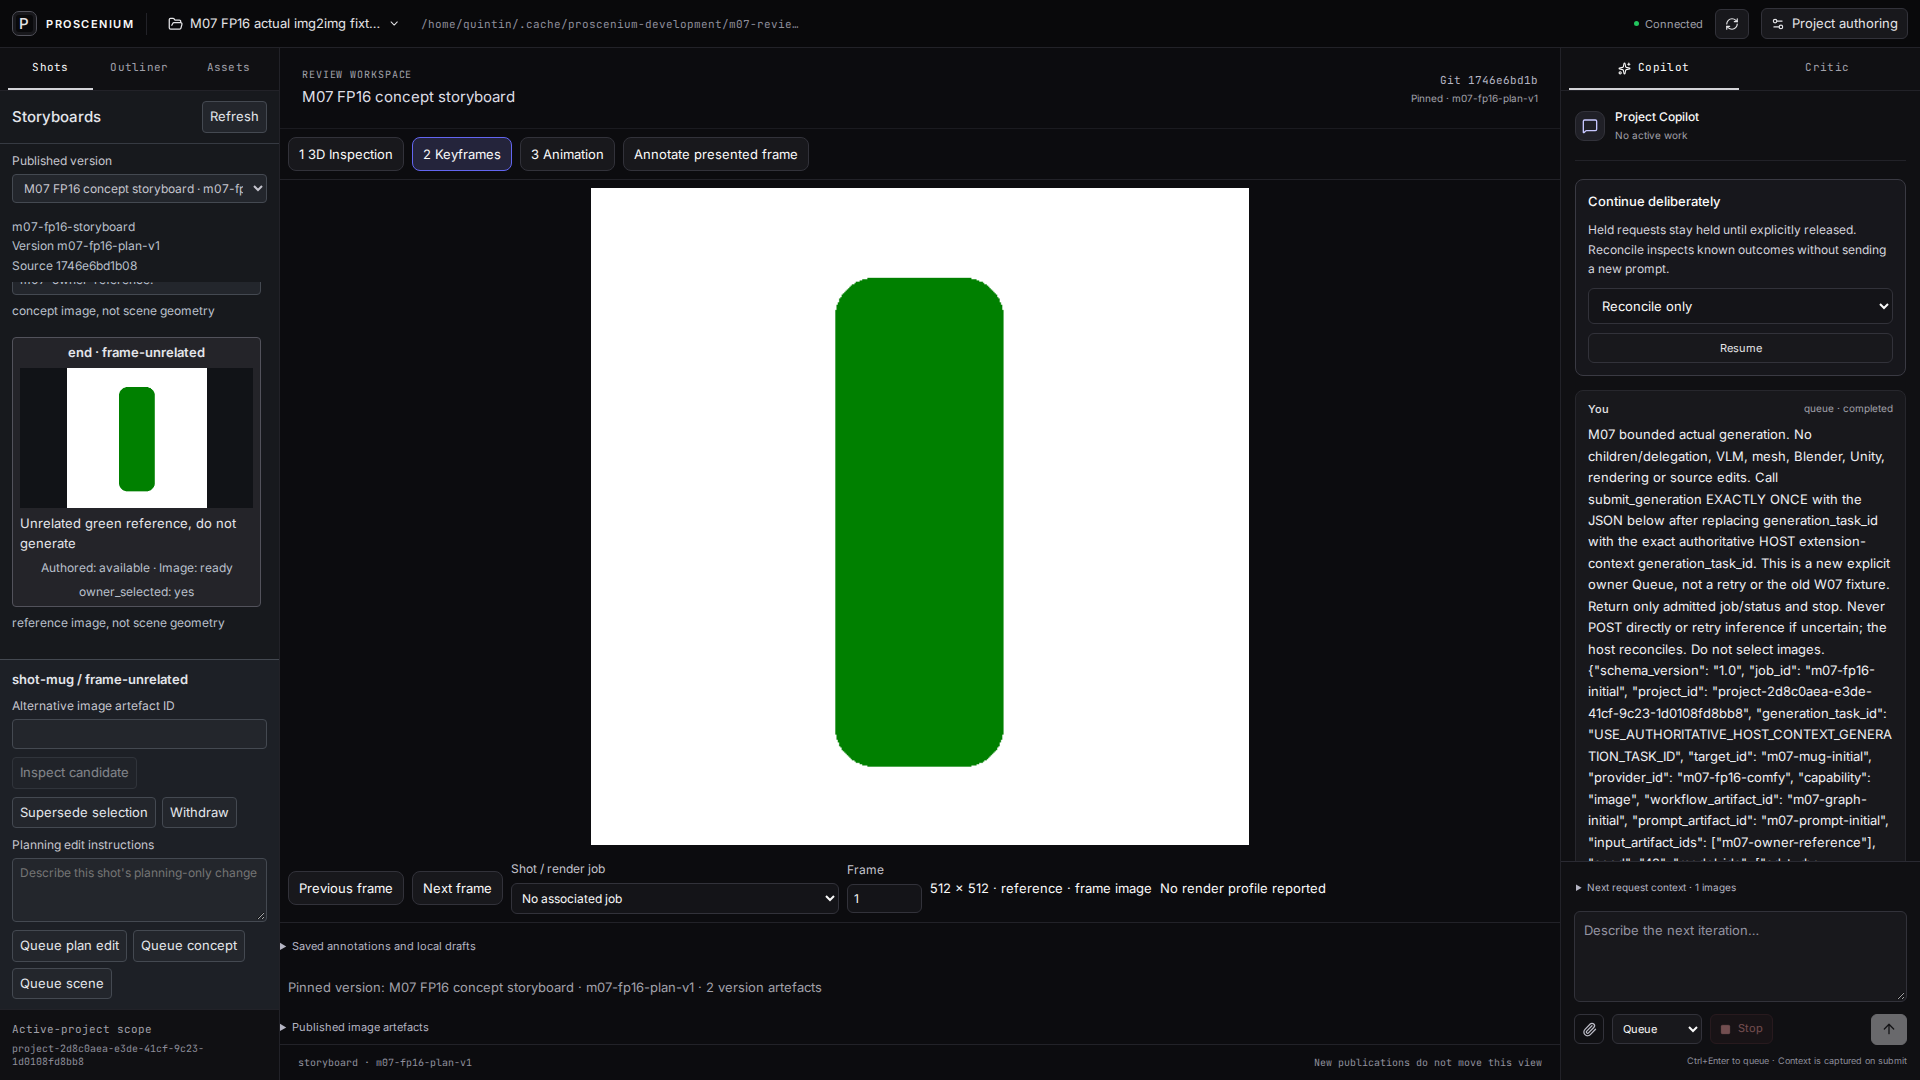 P PROSCENIUM
M07 FP16 actual img2img fixt...
/home/quintin/.cache/proscenium-development/m07-revie…
Connected
Project authoring
Shots
Outliner
Assets
Storyboards
Refresh
Published version
M07 FP16 concept storyboard · m07-fp
m07-fp16-storyboard
Version m07-fp16-plan-v1
Source 1746e6bd1b08
concept image, not scene geometry
end · frame-unrelated
Unrelated green reference, do not
generate
Authored: available · Image: ready
owner_selected: yes
reference image, not scene geometry
shot-mug / frame-unrelated
Alternative image artefact ID
Inspect candidate
Supersede selection
Withdraw
Planning edit instructions
Describe this shot's planning-only change
Queue plan edit
Queue concept
Queue scene
Active-project scope
project-2d8c0aea-e3de-41cf-9c23-
1d0108fd8bb8
REVIEW WORKSPACE
M07 FP16 concept storyboard
Git 1746e6bd1b
Pinned · m07-fp16-plan-v1
1 3D Inspection
2 Keyframes
3 Animation
Annotate presented frame
Previous frame
Next frame
Shot / render job
No associated job
Frame
1
512 × 512 · reference · frame image
No render profile reported
Saved annotations and local drafts
Pinned version: M07 FP16 concept storyboard · m07-fp16-plan-v1 · 2 version artefacts
Published image artefacts
storyboard · m07-fp16-plan-v1
New publications do not move this view
Copilot
Critic
Project Copilot
No active work
Continue deliberately
Held requests stay held until explicitly released.
Reconcile inspects known outcomes without sending
a new prompt.
Reconcile only
Resume
You
queue · completed
M07 bounded actual generation. No
children/delegation, VLM, mesh, Blender, Unity,
rendering or source edits. Call
submit_generation EXACTLY ONCE with the
JSON below after replacing generation_task_id
with the exact authoritative HOST extension-
context generation_task_id. This is a new explicit
owner Queue, not a retry or the old W07 fixture.
Return only admitted job/status and stop. Never
POST directly or retry inference if uncertain; the
host reconciles. Do not select images.
{"schema_version": "1.0", "job_id": "m07-fp16-
initial", "project_id": "project-2d8c0aea-e3de-
41cf-9c23-1d0108fd8bb8", "generation_task_id":
"USE_AUTHORITATIVE_HOST_CONTEXT_GENERA
TION_TASK_ID", "target_id": "m07-mug-initial",
"provider_id": "m07-fp16-comfy", "capability":
"image", "workflow_artifact_id": "m07-graph-
initial", "prompt_artifact_id": "m07-prompt-initial",
"input_artifact_ids": ["m07-owner-reference"],
Next request context · 1 images
Describe the next iteration...
Queue
Stop
Ctrl+Enter to queue · Context is captured on submit